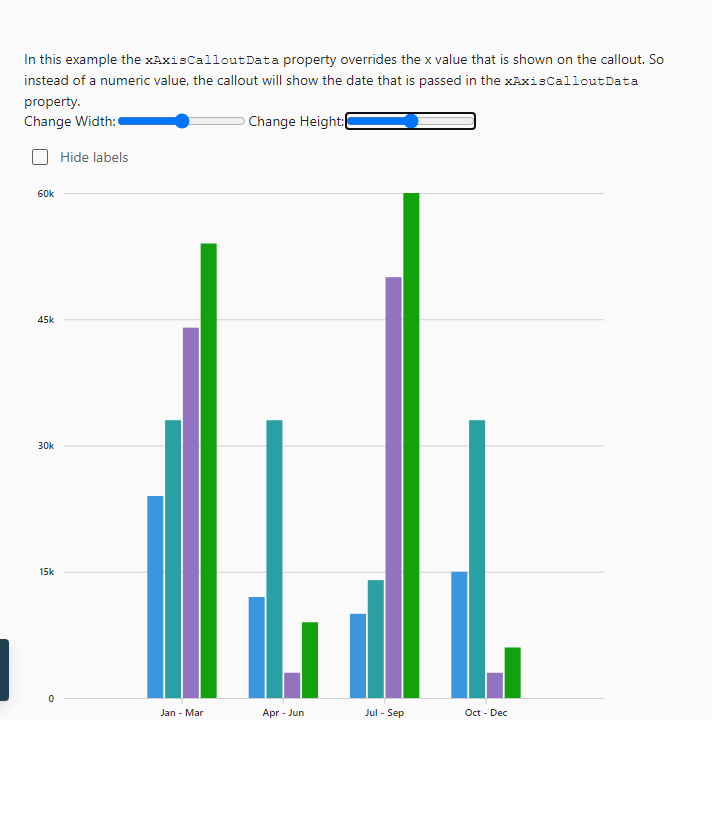 In this example the xAxisCalloutData property overrides the x value that is shown on the callout. So
instead of a numeric value, the callout will show the date that is passed in the xAxisCalloutData
property.
Change Width: Change Height:
Hide labels
60k
45k
30k
15k
0
Jan - Mar Apr - Jun Jul - Sep Oct - Dec